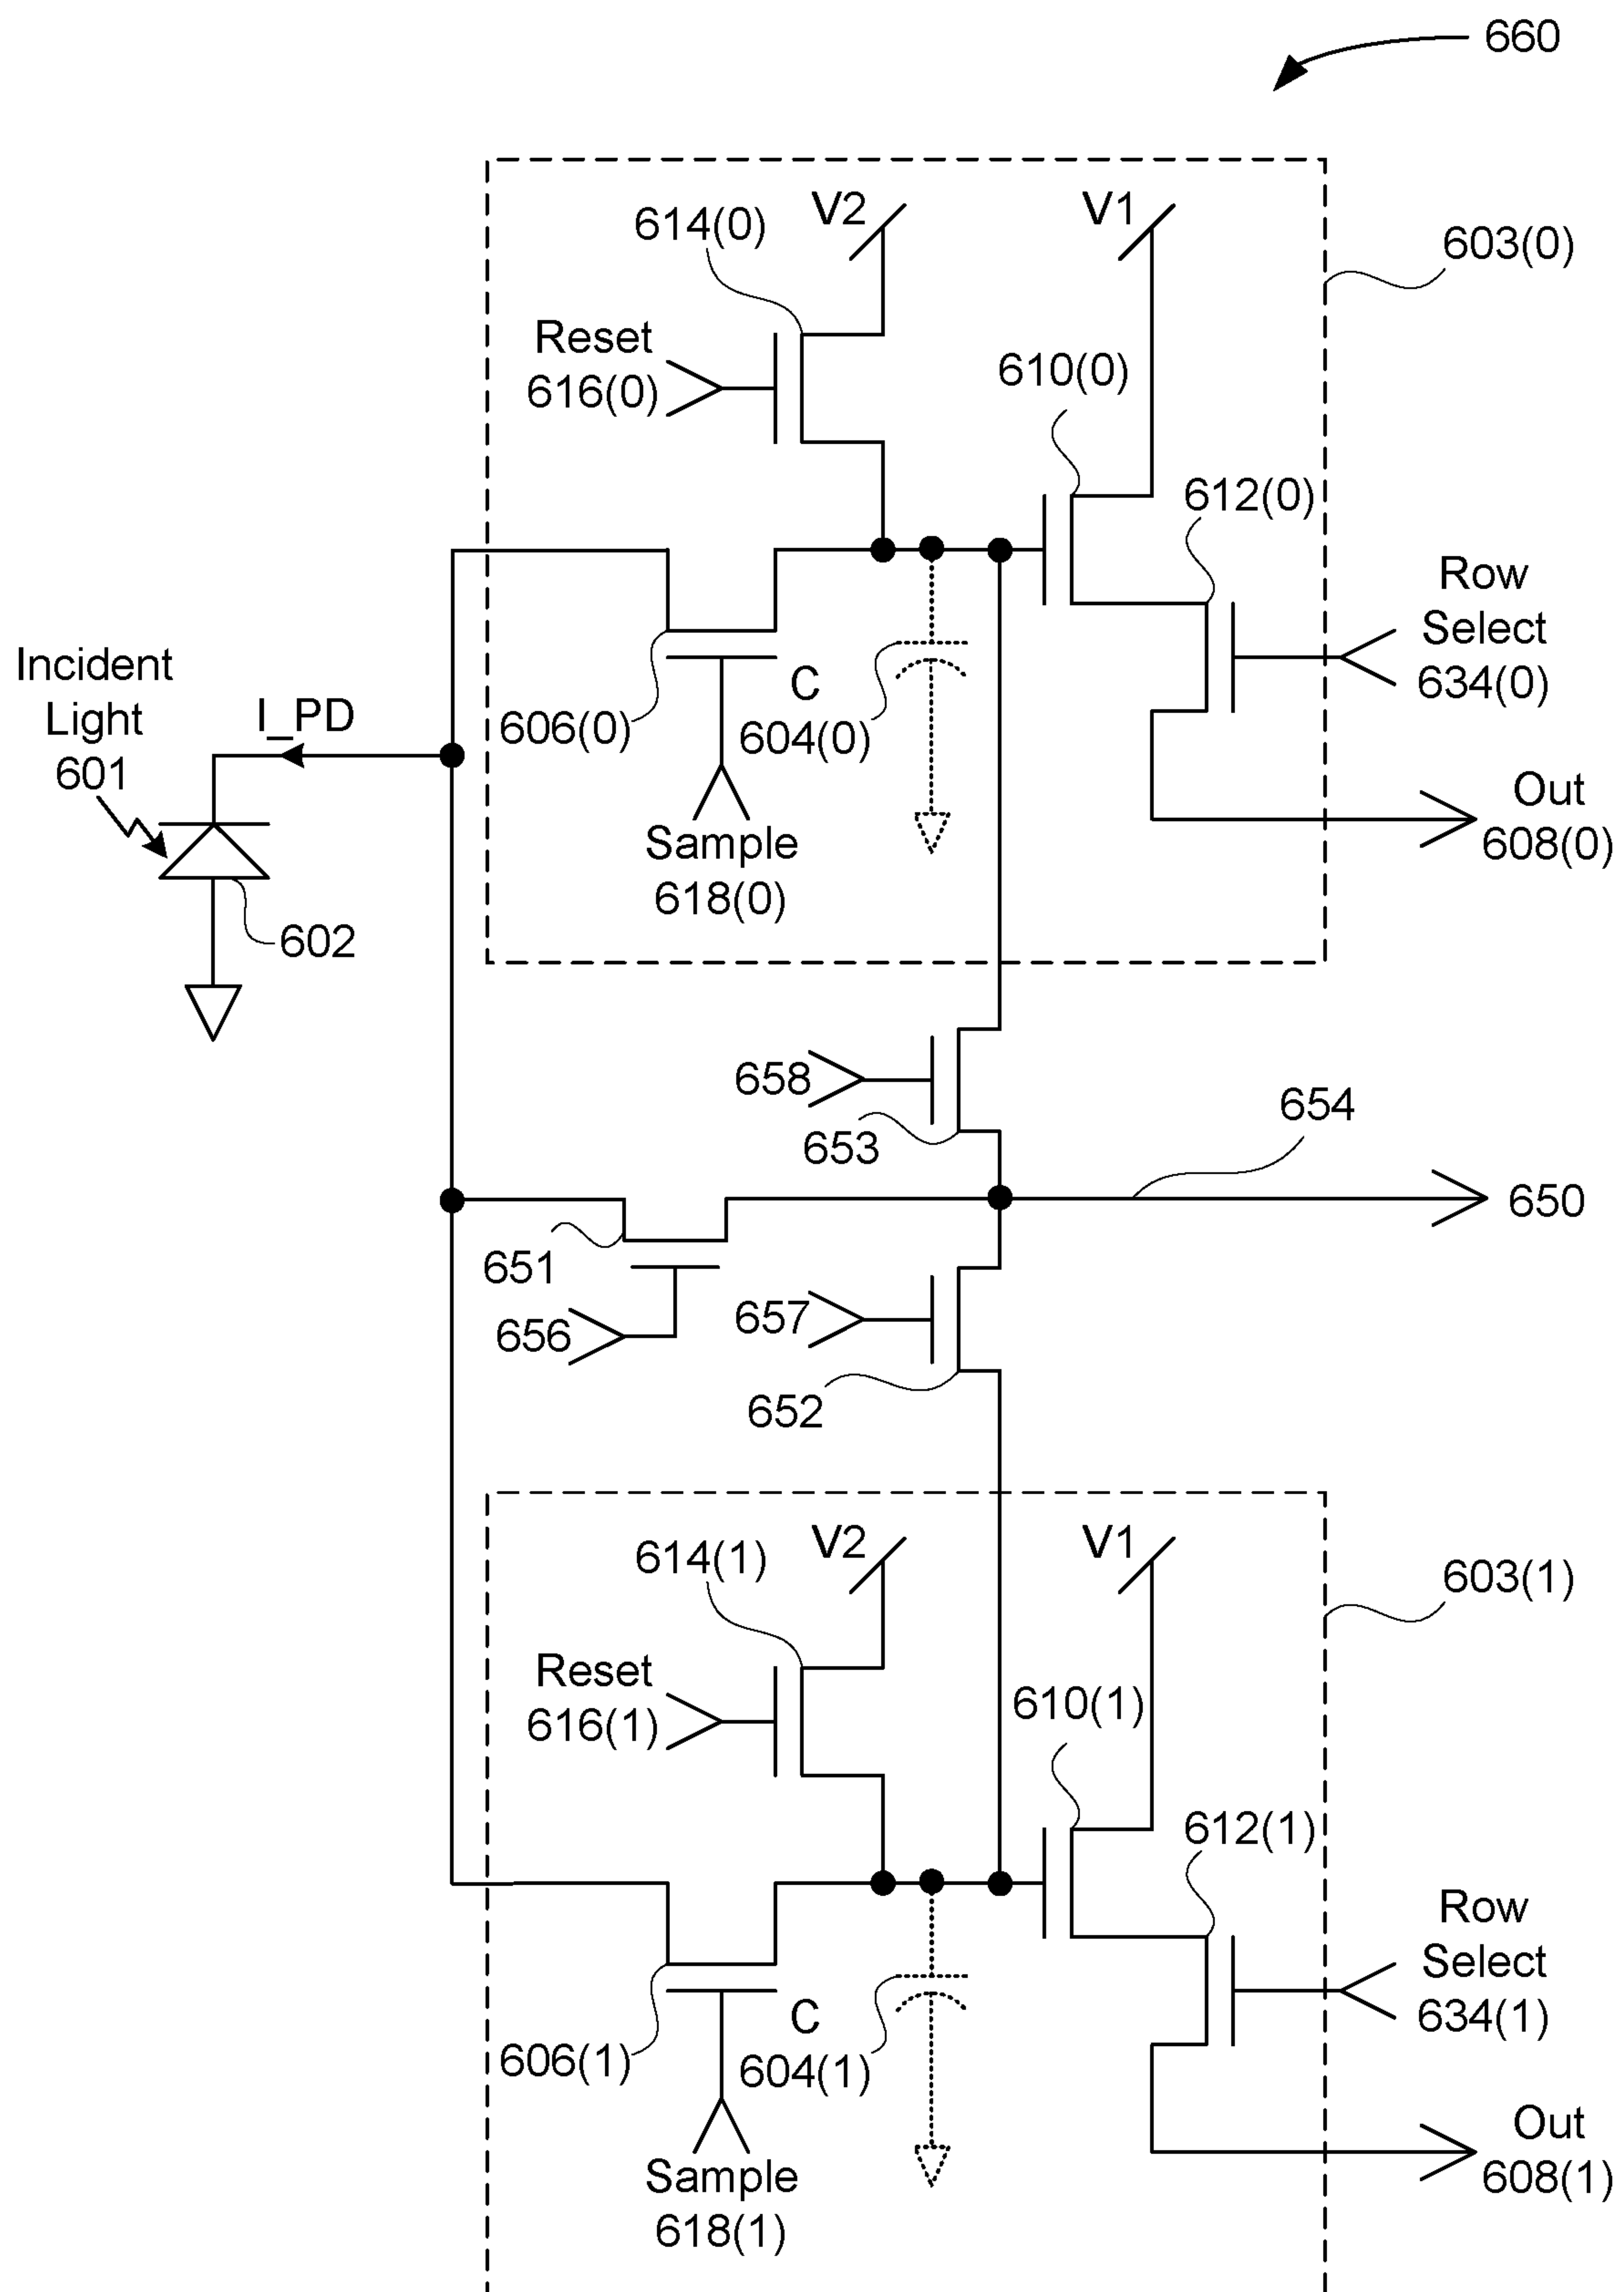 660
V2
V1
614(0)
603(0)
Reset
616(0)
610(0)
612(0)
Row
Select
634(0)
Incident
Light
601
I_PD
606(0)
C
604(0)
Out
608(0)
Sample
618(0)
602
658
653
654
650
651
656
657
652
V2
V1
614(1)
603(1)
Reset
616(1)
610(1)
612(1)
Row
Select
634(1)
606(1)
C
604(1)
Out
608(1)
Sample
618(1)